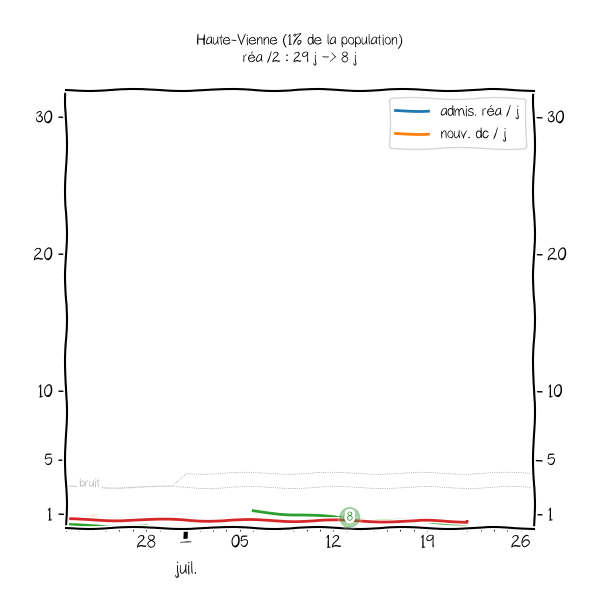 Haute-Vienne (1% de la population)
réa /2 : 29 j -> 8 j
admis. réa / j
nouv. dc / j
30
30
20
20
10
10
5
5
bruit
1
1
8
28
1
05
12
19
26
juil.